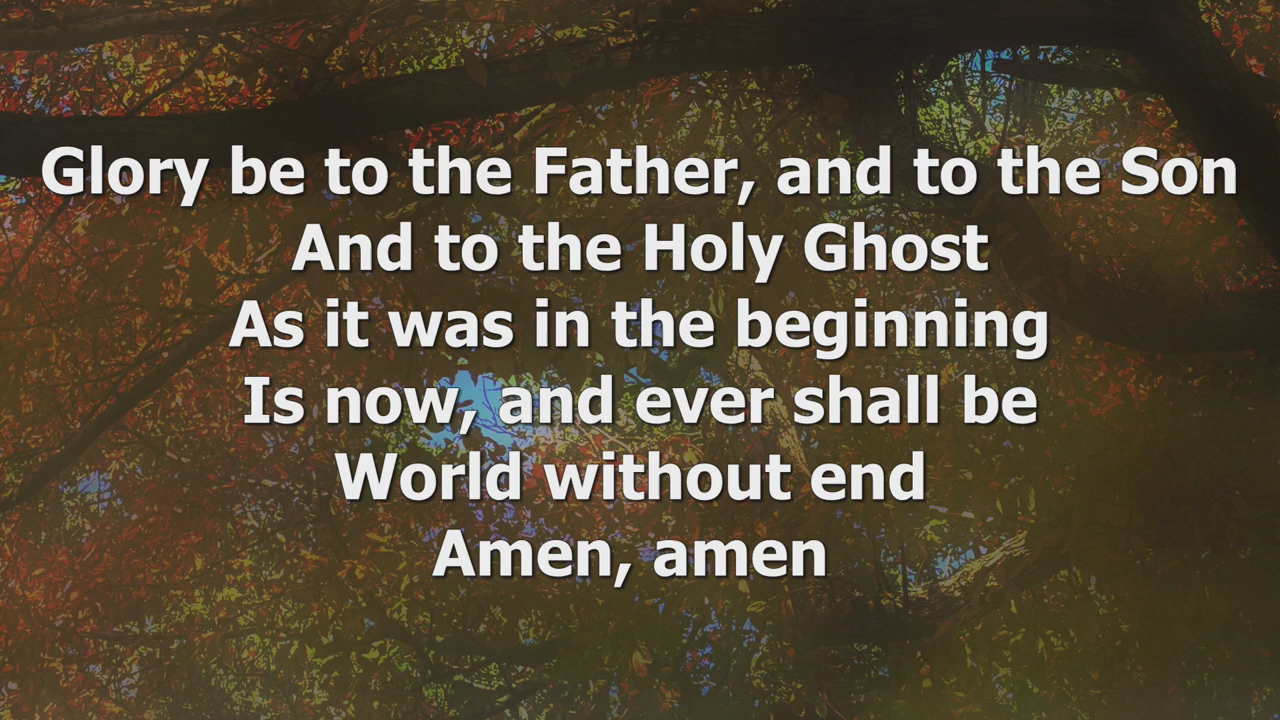 Glory be to the Father, and to the Son
And to the Holy Ghost
As it was in the beginning
Is now, and ever shall be
World without end
Amen, amen